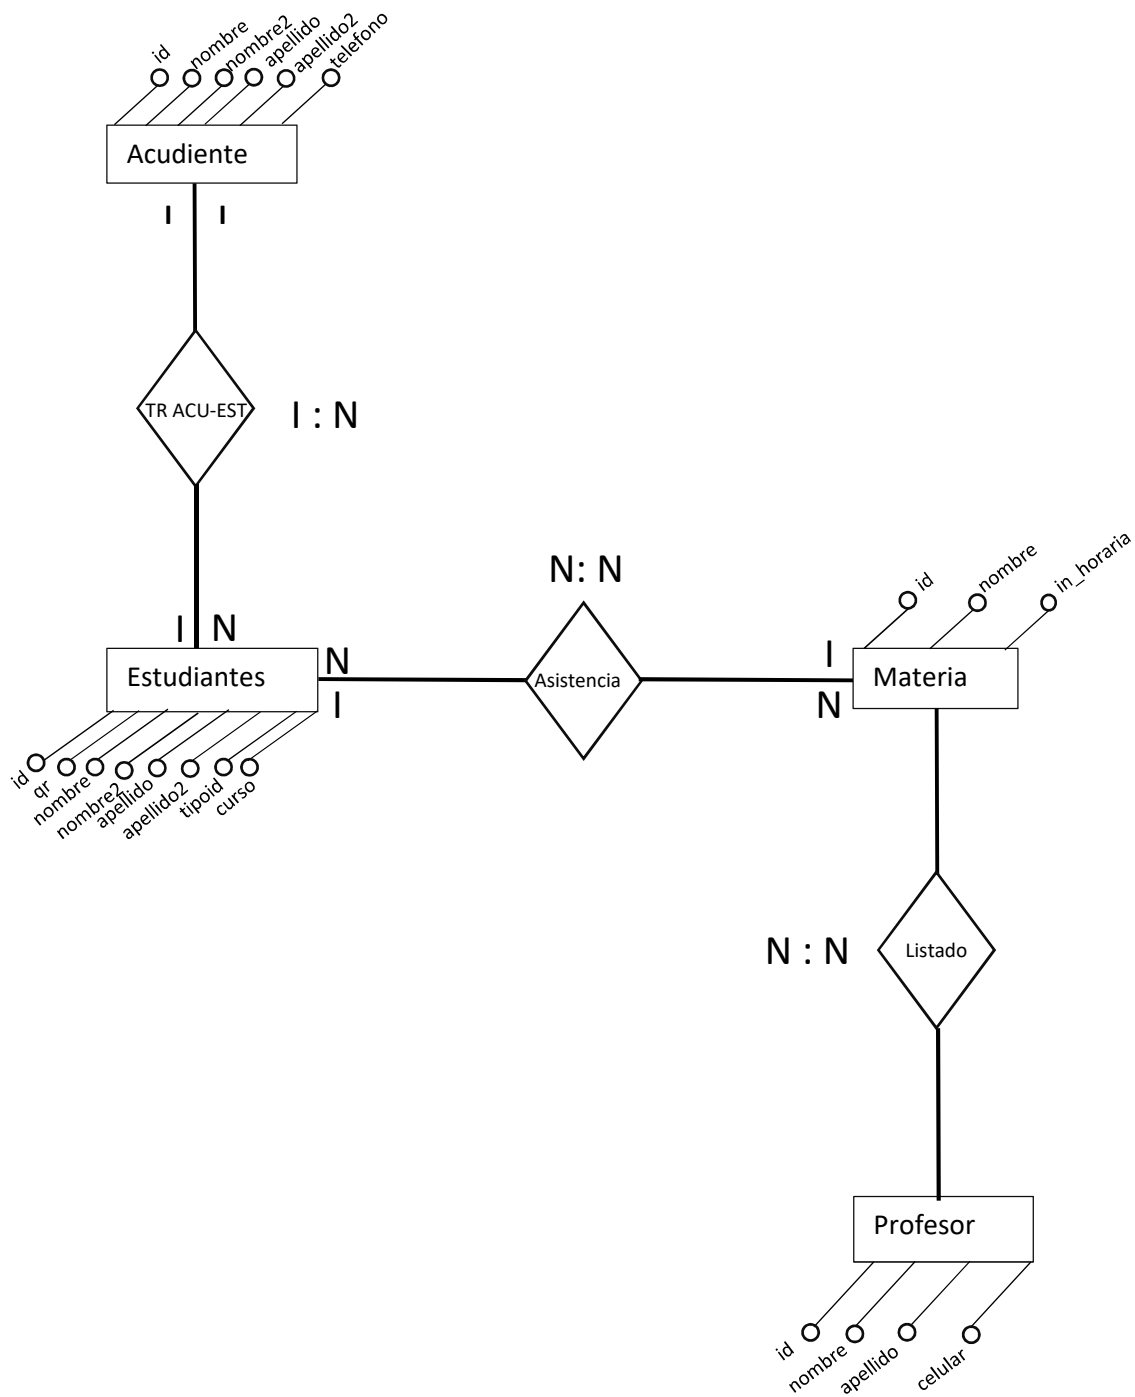 id
nombre
nombre2
apellido
apellido2
telefono
Acudiente
I I
TR ACU-EST
I : N
I N
Estudiantes
N
I
id
qr
nombre
nombre2
apellido
apellido2
tipoid
curso
N: N
Asistencia
id
nombre
in_horaria
I
N
Materia
N : N
Listado
Profesor
id
nombre
apellido
celular